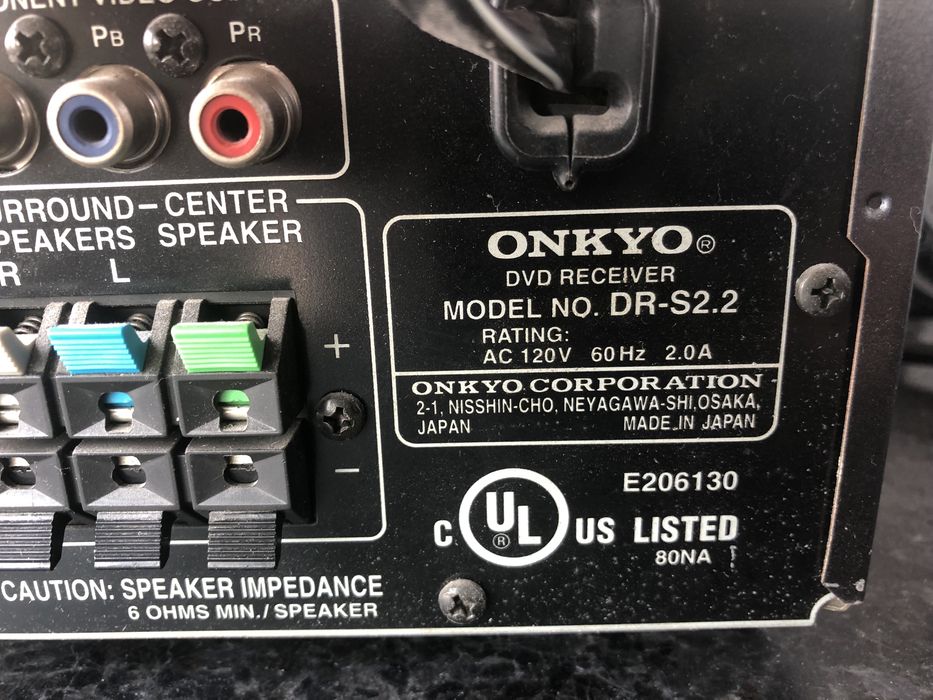 PB PR
URROUND – CENTER
PEAKERS SPEAKER
R L
+
−
CAUTION: SPEAKER IMPEDANCE
6 OHMS MIN. / SPEAKER
ONKYO®
DVD RECEIVER
MODEL NO. DR-S2.2
RATING:
AC 120V 60Hz 2.0A
ONKYO CORPORATION
2-1, NISSHIN-CHO, NEYAGAWA-SHI, OSAKA,
JAPAN MADE IN JAPAN
E206130
C UL® US LISTED
80NA